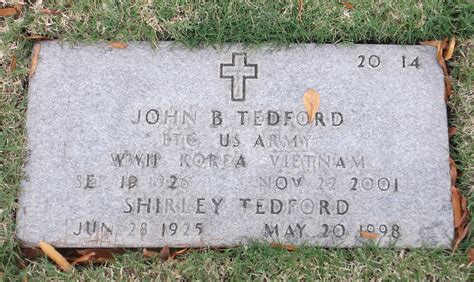 20 14
JOHN B TEDFORD
US ARMY
WWII KOREA VIETNAM
SEP 1926 NOV 22 2001
SHIRLEY TEDFORD
JUN 28 1925 MAY 20 1998